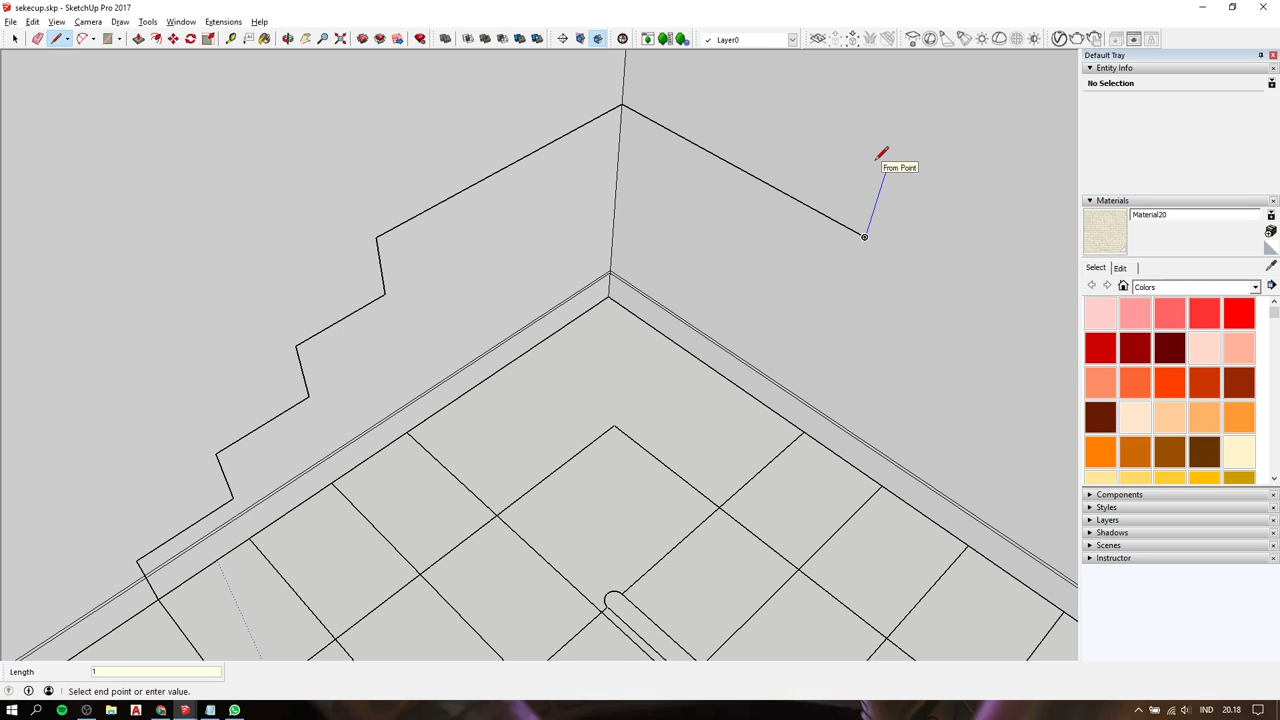 sekecup.skp - SketchUp Pro 2017
File Edit View Camera Draw Tools Window Extensions Help
Layer0
Default Tray
Entity Info
No Selection
From Point
Materials
Material20
Select Edit
Colors
Components
Styles
Layers
Shadows
Scenes
Instructor
Length 1
Select end point or enter value.
IND 20.18